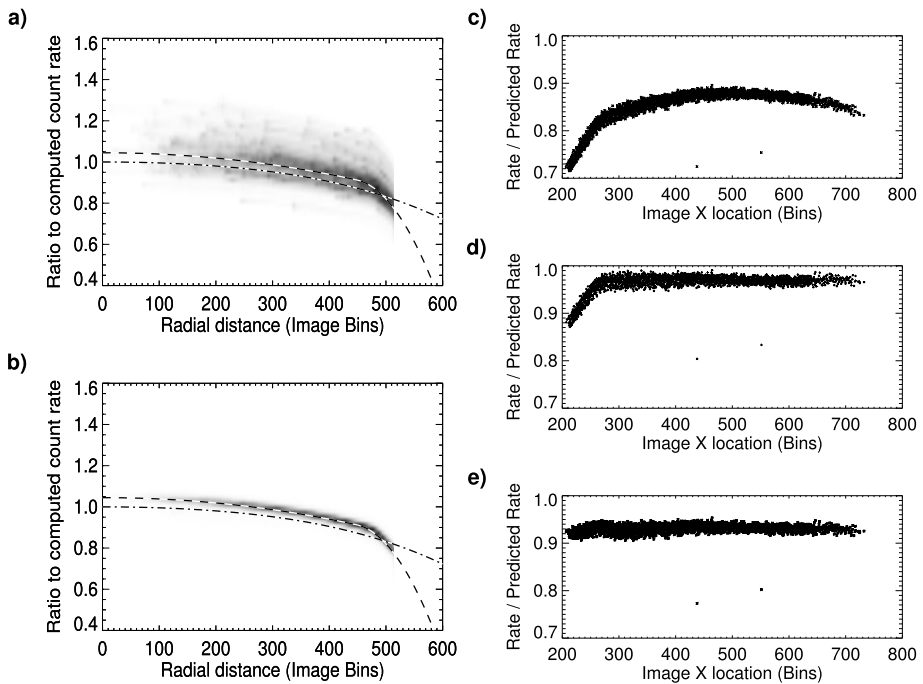 a)
Ratio to computed count rate
1.6
1.4
1.2
1.0
0.8
0.6
0.4
0 100 200 300 400 500 600
Radial distance (Image Bins)
b)
Ratio to computed count rate
1.6
1.4
1.2
1.0
0.8
0.6
0.4
0 100 200 300 400 500 600
Radial distance (Image Bins)
c)
Rate / Predicted Rate
1.0
0.9
0.8
0.7
200 300 400 500 600 700 800
Image X location (Bins)
d)
Rate / Predicted Rate
1.0
0.9
0.8
0.7
200 300 400 500 600 700 800
Image X location (Bins)
e)
Rate / Predicted Rate
1.0
0.9
0.8
0.7
200 300 400 500 600 700 800
Image X location (Bins)